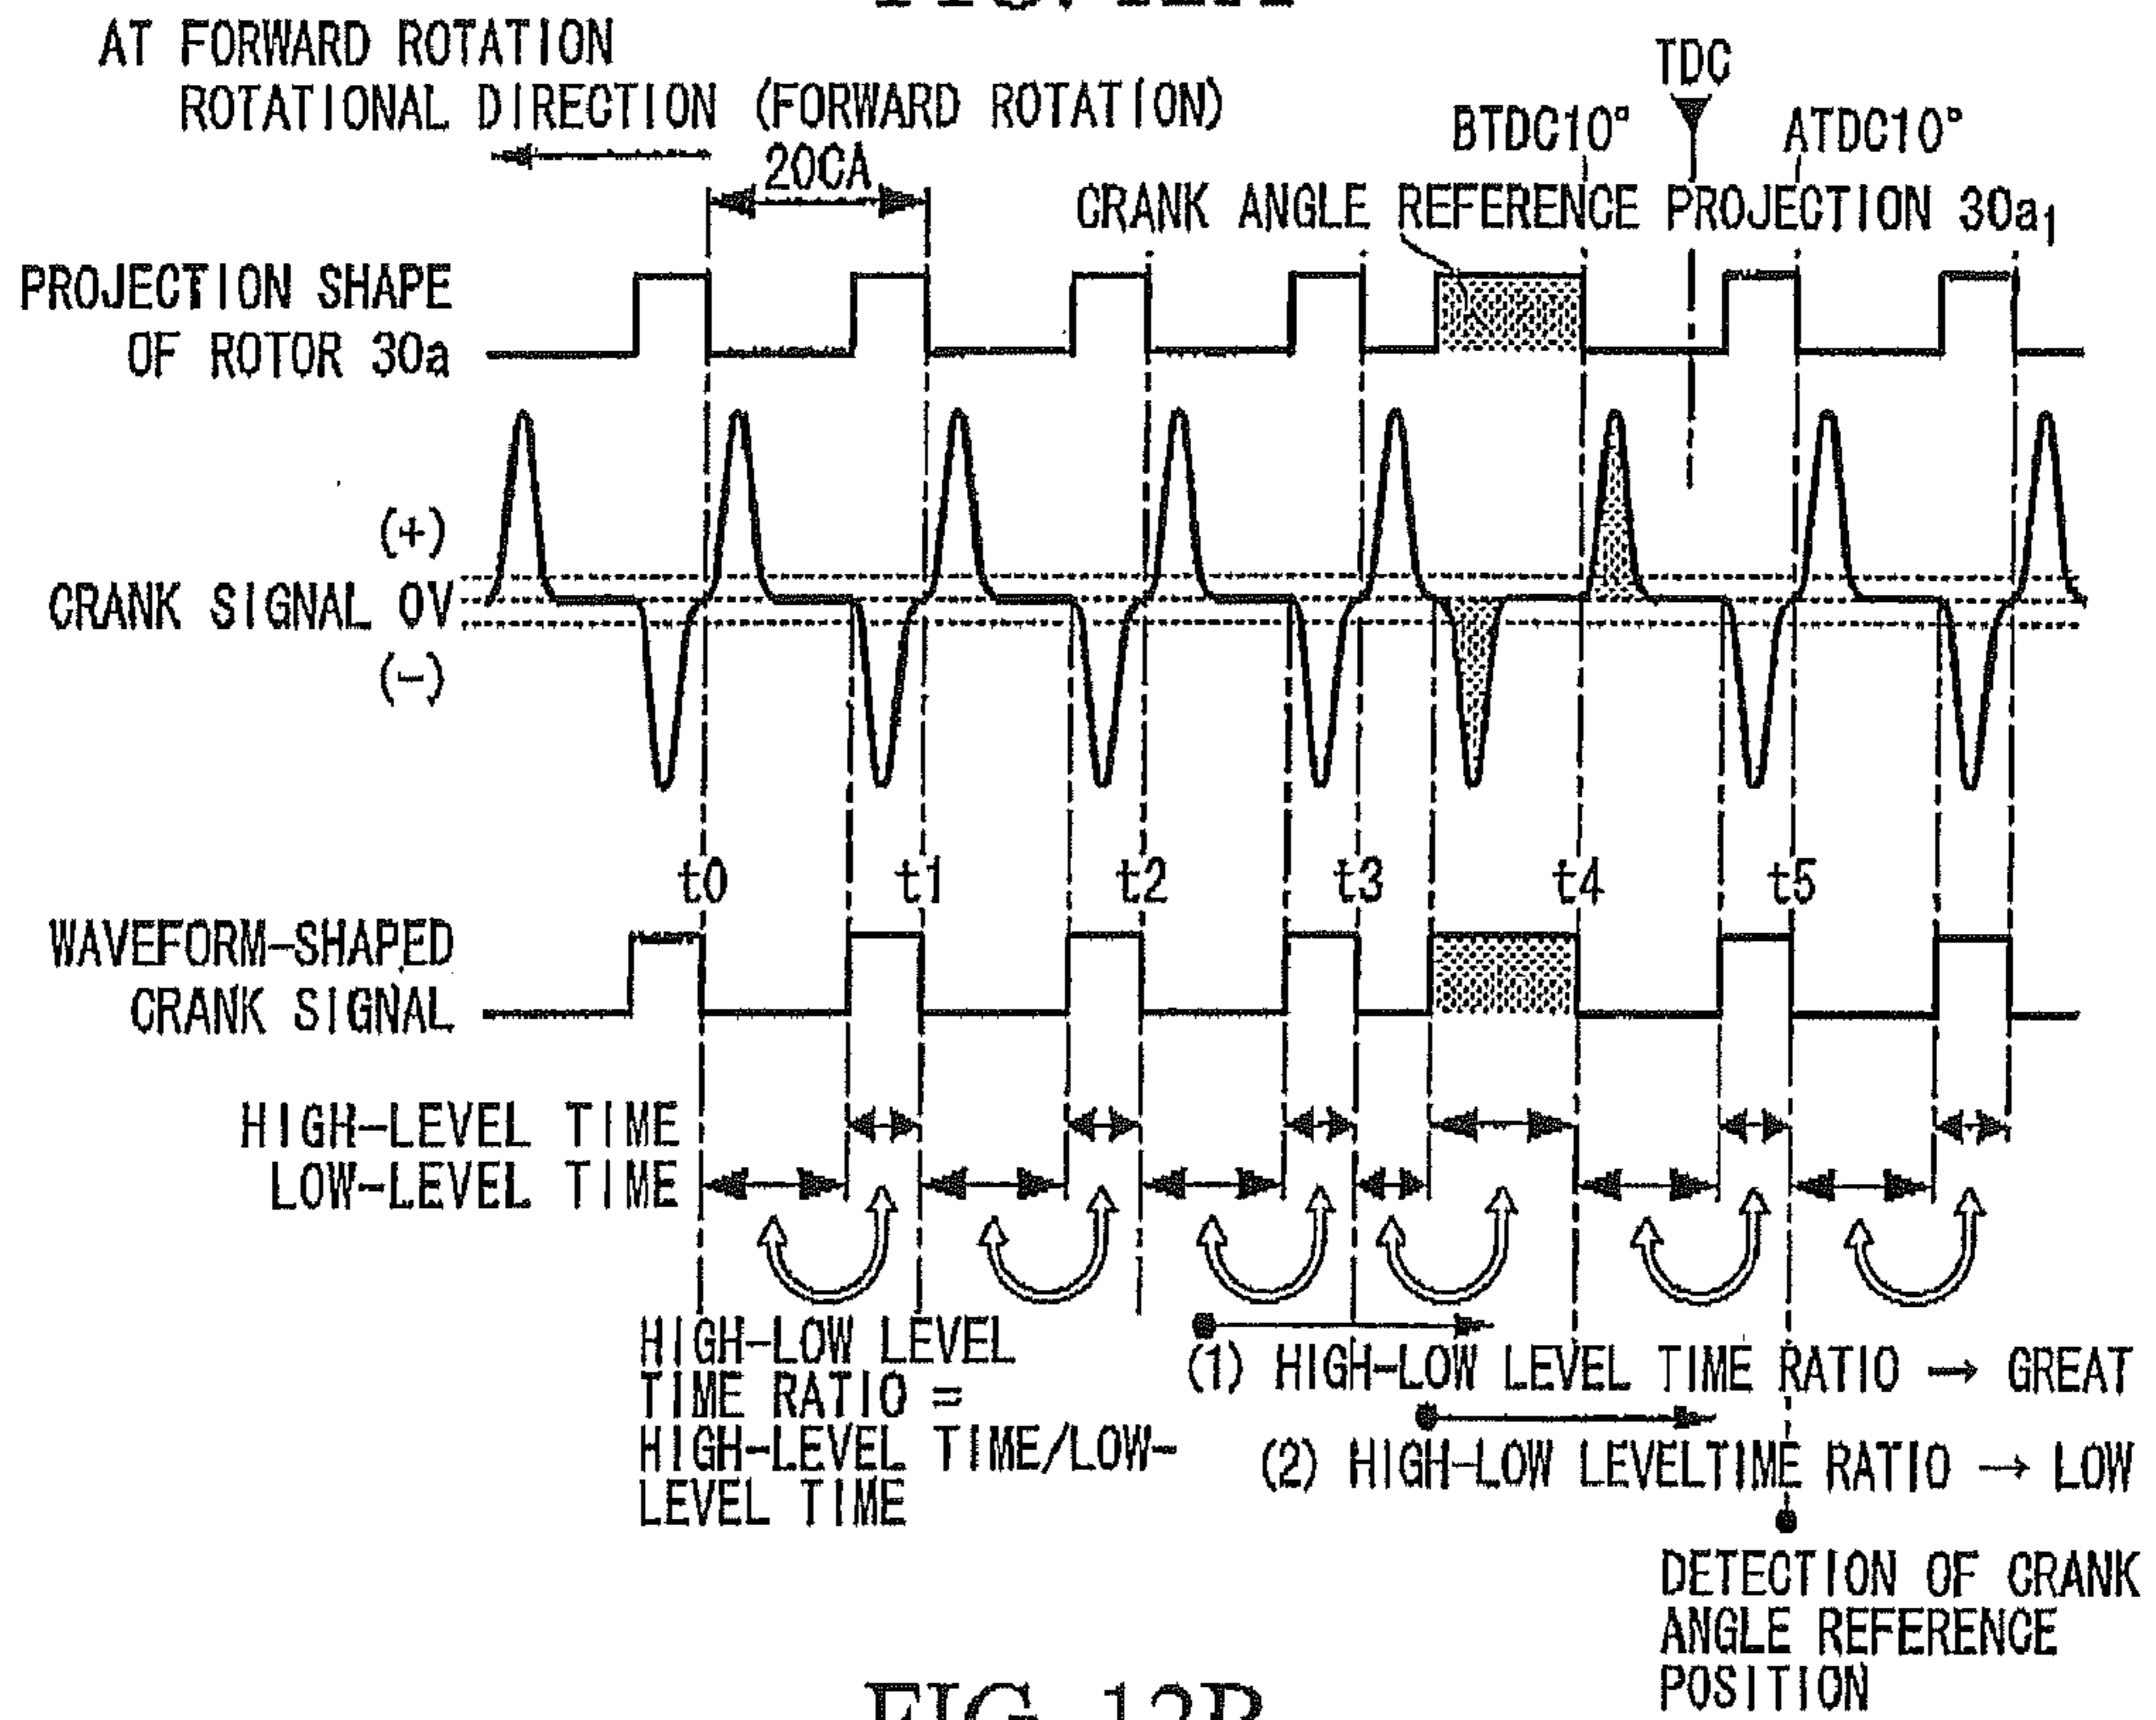 AT FORWARD ROTATION
ROTATIONAL DIRECTION (FORWARD ROTATION)
TDC
BTDC10°
ATDC10°
20CA
CRANK ANGLE REFERENCE PROJECTION 30a1
PROJECTION SHAPE
OF ROTOR 30a
(+)
CRANK SIGNAL 0V
(-)
t0 t1 t2 t3 t4 t5
WAVEFORM-SHAPED
CRANK SIGNAL
HIGH-LEVEL TIME
LOW-LEVEL TIME
HIGH-LOW LEVEL
TIME RATIO =
HIGH-LEVEL TIME/LOW-
LEVEL TIME
(1) HIGH-LOW LEVEL TIME RATIO → GREAT
(2) HIGH-LOW LEVELTIME RATIO → LOW
DETECTION OF CRANK
ANGLE REFERENCE
POSITION